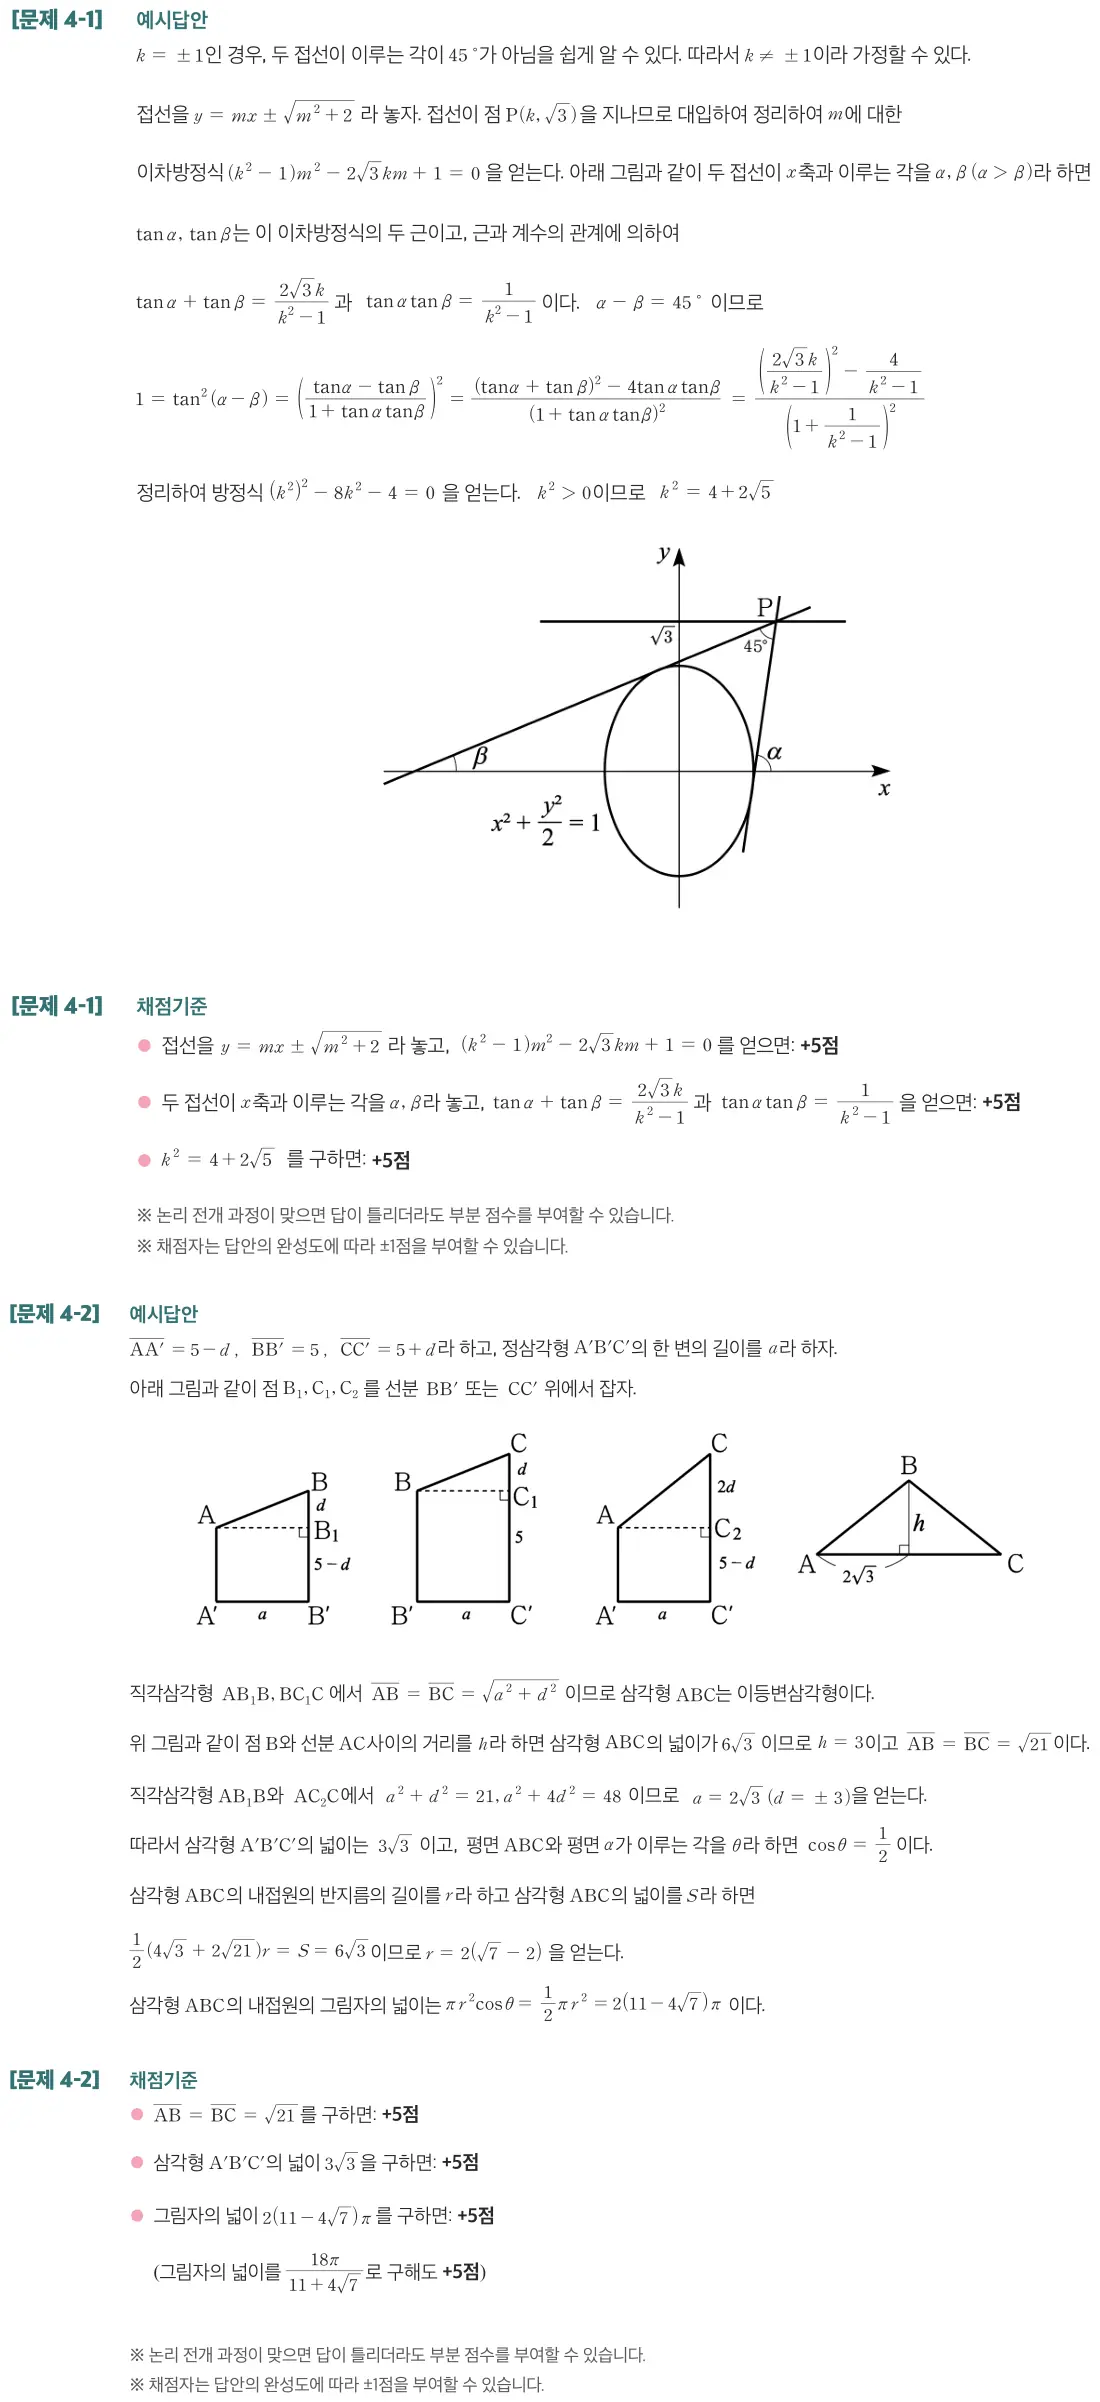 [문제 4-1] 예시답안
k = ±1인 경우, 두 접선이 이루는 각이 45°가 아님을 쉽게 알 수 있다. 따라서 k ≠ ±1이라 가정할 수 있다.
접선을 y = mx ± √(m²+2) 라 놓자. 접선이 점 P(k, √3)을 지나므로 대입하여 정리하여 m에 대한
이차방정식 (k² − 1)m² − 2√3km + 1 = 0 을 얻는다. 아래 그림과 같이 두 접선이 x축과 이루는 각을 α, β (α > β)라 하면
tanα, tanβ는 이 이차방정식의 두 근이고, 근과 계수의 관계에 의하여
tanα + tanβ = 2√3k/(k²−1) 과 tanαtanβ = 1/(k²−1) 이다. α − β = 45° 이므로
1 = tan²(α−β) = ((tanα − tanβ)/(1+ tanαtanβ))² = ((tanα + tanβ)² − 4tanαtanβ)/(1+ tanαtanβ)² = ((2√3k/(k²−1))² − 4/(k²−1))/(1+ 1/(k²−1))²
정리하여 방정식 (k²)² − 8k² − 4 = 0 을 얻는다. k² > 0이므로 k² = 4+2√5
y
P
√3
45°
β
α
x
x² + y²/2 = 1
[문제 4-1] 채점기준
● 접선을 y = mx ± √(m²+2) 라 놓고, (k² − 1)m² − 2√3km + 1 = 0 를 얻으면: +5점
● 두 접선이 x축과 이루는 각을 α, β라 놓고, tanα + tanβ = 2√3k/(k²−1) 과 tanαtanβ = 1/(k²−1) 을 얻으면: +5점
● k² = 4+2√5 를 구하면: +5점
※ 논리 전개 과정이 맞으면 답이 틀리더라도 부분 점수를 부여할 수 있습니다.
※ 채점자는 답안의 완성도에 따라 ±1점을 부여할 수 있습니다.
[문제 4-2] 예시답안
A̅A̅′ = 5−d, B̅B̅′ = 5, C̅C̅′ = 5+d라 하고, 정삼각형 A′B′C′의 한 변의 길이를 a라 하자.
아래 그림과 같이 점 B₁, C₁, C₂ 를 선분 BB′ 또는 CC′ 위에서 잡자.
A B d B₁ 5−d A′ a B′
B C d C₁ 5 B′ a C′
A C 2d C₂ 5−d A′ a C′
B h A 2√3 C
직각삼각형 AB₁B, BC₁C 에서 A̅B̅ = B̅C̅ = √(a²+d²) 이므로 삼각형 ABC는 이등변삼각형이다.
위 그림과 같이 점 B와 선분 AC사이의 거리를 h라 하면 삼각형 ABC의 넓이가 6√3 이므로 h = 3이고 A̅B̅ = B̅C̅ = √21 이다.
직각삼각형 AB₁B와 AC₂C에서 a² + d² = 21, a² + 4d² = 48 이므로 a = 2√3 (d = ±3)을 얻는다.
따라서 삼각형 A′B′C′의 넓이는 3√3 이고, 평면 ABC와 평면 α가 이루는 각을 θ라 하면 cosθ = 1/2 이다.
삼각형 ABC의 내접원의 반지름의 길이를 r라 하고 삼각형 ABC의 넓이를 S라 하면
1/2(4√3 + 2√21)r = S = 6√3 이므로 r = 2(√7 − 2) 을 얻는다.
삼각형 ABC의 내접원의 그림자의 넓이는 πr²cosθ = 1/2πr² = 2(11−4√7)π 이다.
[문제 4-2] 채점기준
● A̅B̅ = B̅C̅ = √21 를 구하면: +5점
● 삼각형 A′B′C′의 넓이 3√3 을 구하면: +5점
● 그림자의 넓이 2(11−4√7)π 를 구하면: +5점
(그림자의 넓이를 18π/(11+4√7) 로 구해도 +5점)
※ 논리 전개 과정이 맞으면 답이 틀리더라도 부분 점수를 부여할 수 있습니다.
※ 채점자는 답안의 완성도에 따라 ±1점을 부여할 수 있습니다.